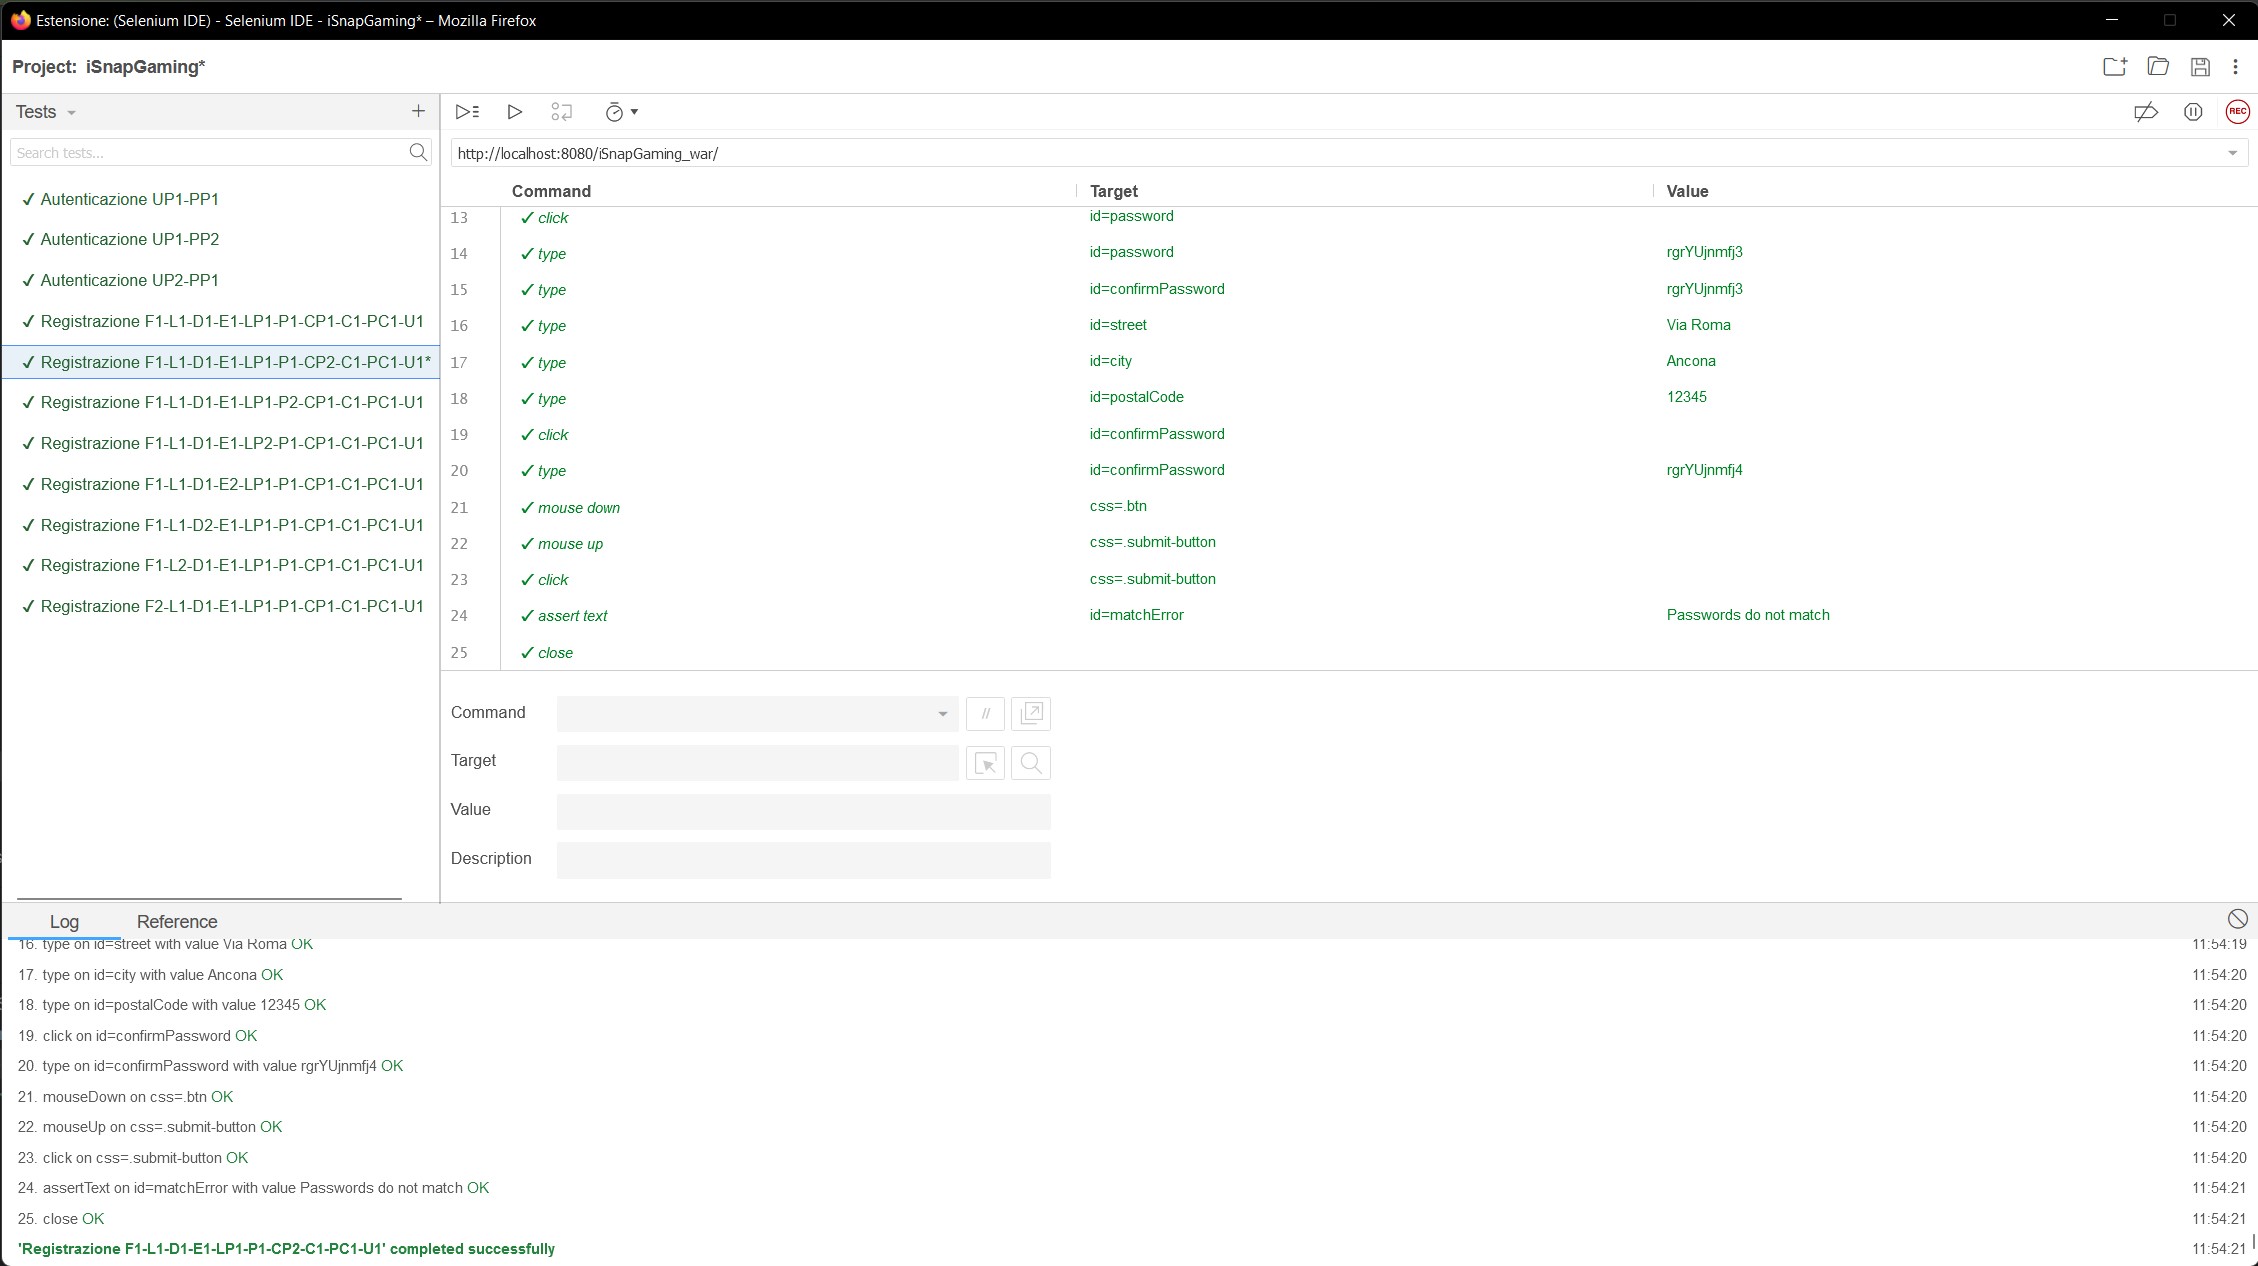 Estensione: (Selenium IDE) - Selenium IDE - iSnapGaming* – Mozilla Firefox
Project: iSnapGaming*
Tests
Search tests...
✓ Autenticazione UP1-PP1
✓ Autenticazione UP1-PP2
✓ Autenticazione UP2-PP1
✓ Registrazione F1-L1-D1-E1-LP1-P1-CP1-C1-PC1-U1
✓ Registrazione F1-L1-D1-E1-LP1-P1-CP2-C1-PC1-U1*
✓ Registrazione F1-L1-D1-E1-LP1-P2-CP1-C1-PC1-U1
✓ Registrazione F1-L1-D1-E1-LP2-P1-CP1-C1-PC1-U1
✓ Registrazione F1-L1-D1-E2-LP1-P1-CP1-C1-PC1-U1
✓ Registrazione F1-L1-D2-E1-LP1-P1-CP1-C1-PC1-U1
✓ Registrazione F1-L2-D1-E1-LP1-P1-CP1-C1-PC1-U1
✓ Registrazione F2-L1-D1-E1-LP1-P1-CP1-C1-PC1-U1
REC
http://localhost:8080/iSnapGaming_war/
Command Target Value
13 ✓ click id=password
14 ✓ type id=password rgrYUjnmfj3
15 ✓ type id=confirmPassword rgrYUjnmfj3
16 ✓ type id=street Via Roma
17 ✓ type id=city Ancona
18 ✓ type id=postalCode 12345
19 ✓ click id=confirmPassword
20 ✓ type id=confirmPassword rgrYUjnmfj4
21 ✓ mouse down css=.btn
22 ✓ mouse up css=.submit-button
23 ✓ click css=.submit-button
24 ✓ assert text id=matchError Passwords do not match
25 ✓ close
Command //
Target
Value
Description
Log Reference
16. type on id=street with value Via Roma OK 11:54:19
17. type on id=city with value Ancona OK 11:54:20
18. type on id=postalCode with value 12345 OK 11:54:20
19. click on id=confirmPassword OK 11:54:20
20. type on id=confirmPassword with value rgrYUjnmfj4 OK 11:54:20
21. mouseDown on css=.btn OK 11:54:20
22. mouseUp on css=.submit-button OK 11:54:20
23. click on css=.submit-button OK 11:54:20
24. assertText on id=matchError with value Passwords do not match OK 11:54:21
25. close OK 11:54:21
'Registrazione F1-L1-D1-E1-LP1-P1-CP2-C1-PC1-U1' completed successfully 11:54:21